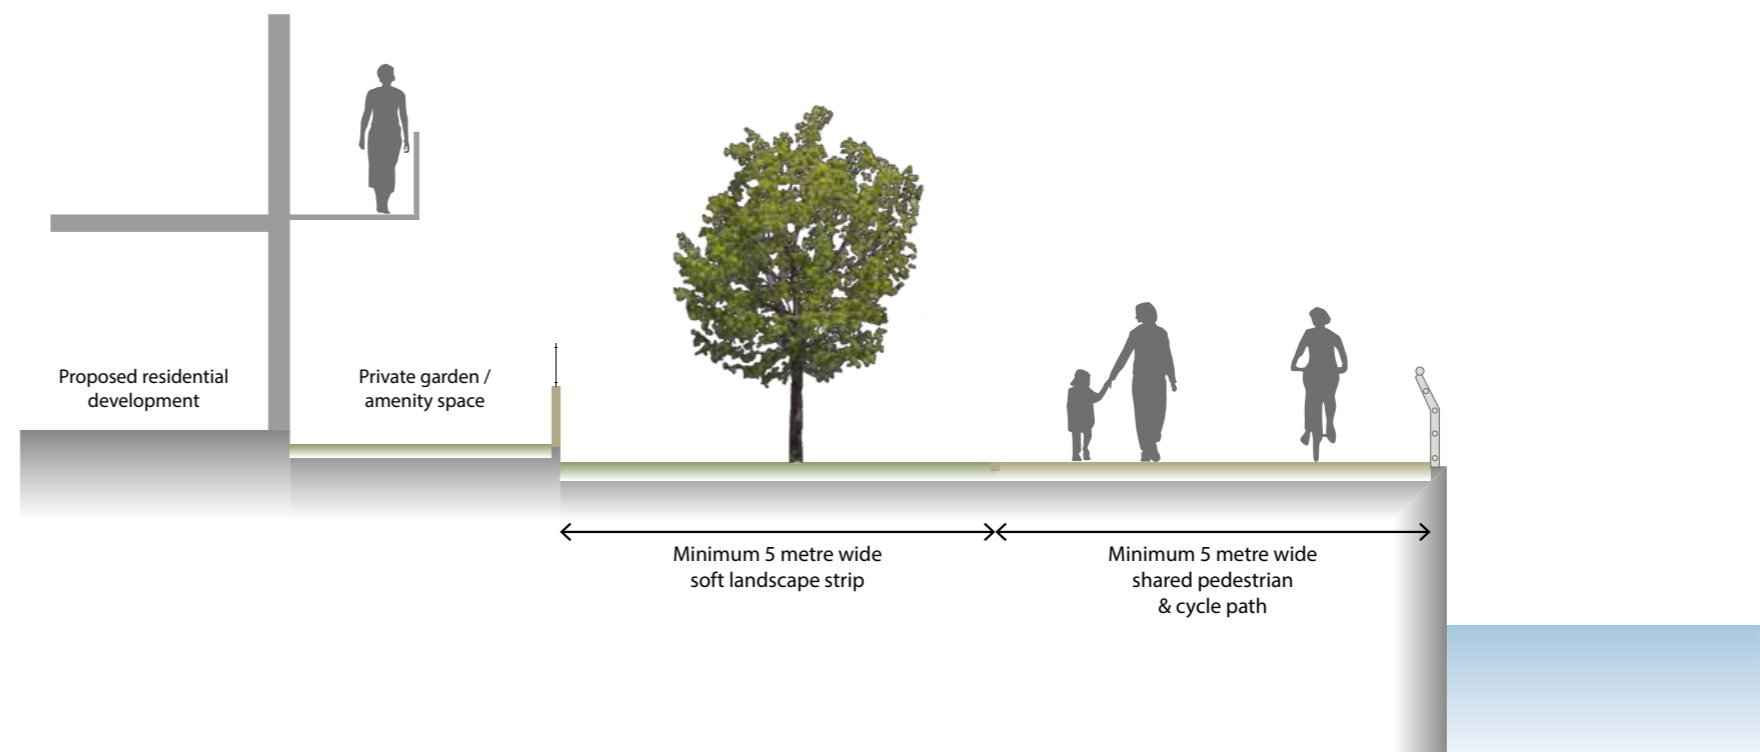 Proposed residential
development
Private garden /
amenity space
Minimum 5 metre wide
soft landscape strip
Minimum 5 metre wide
shared pedestrian
& cycle path